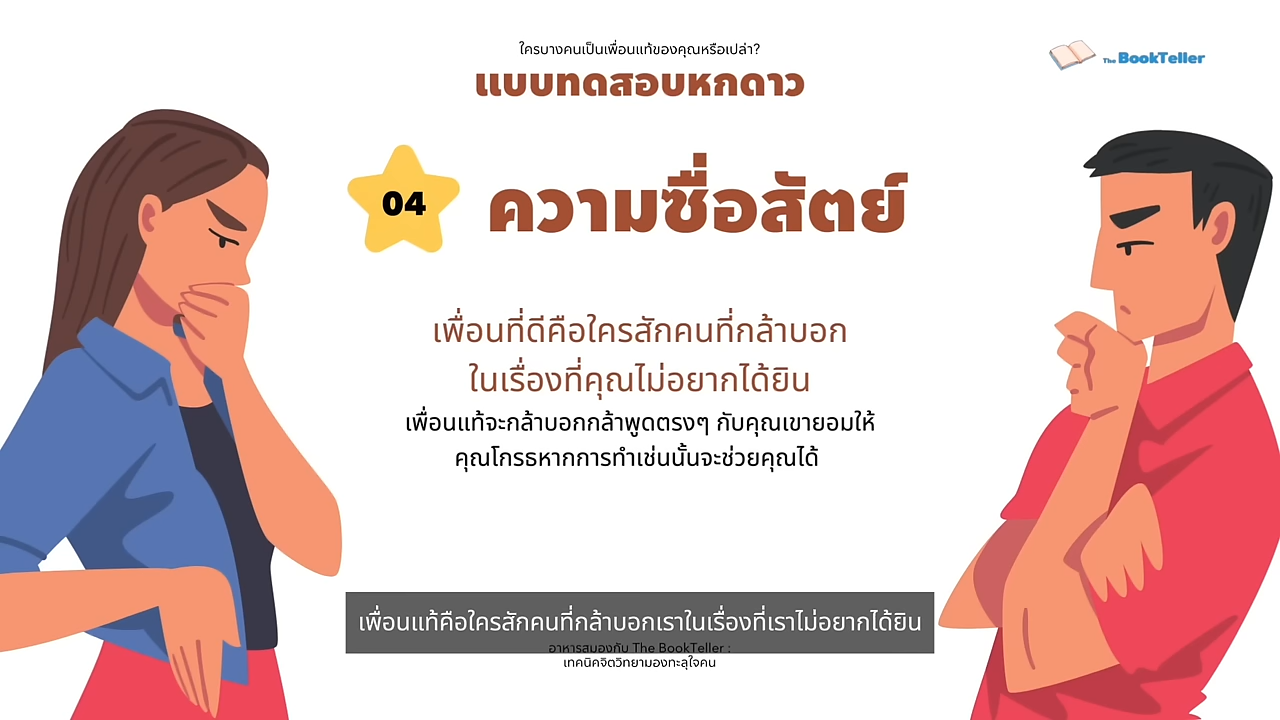 ใครบางคนเป็นเพื่อนแท้ของคุณหรือเปล่า?
แบบทดสอบหกดาว
The BookTeller
04
ความซื่อสัตย์
เพื่อนที่ดีคือใครสักคนที่กล้าบอก
ในเรื่องที่คุณไม่อยากได้ยิน
เพื่อนแท้จะกล้าบอกกล้าพูดตรงๆ กับคุณเขายอมให้
คุณโกรธหากการทำเช่นนั้นจะช่วยคุณได้
เพื่อนแท้คือใครสักคนที่กล้าบอกเราในเรื่องที่เราไม่อยากได้ยิน
อาหารสมองกับ The BookTeller :
เทคนิคจิตวิทยามองทะลุใจคน